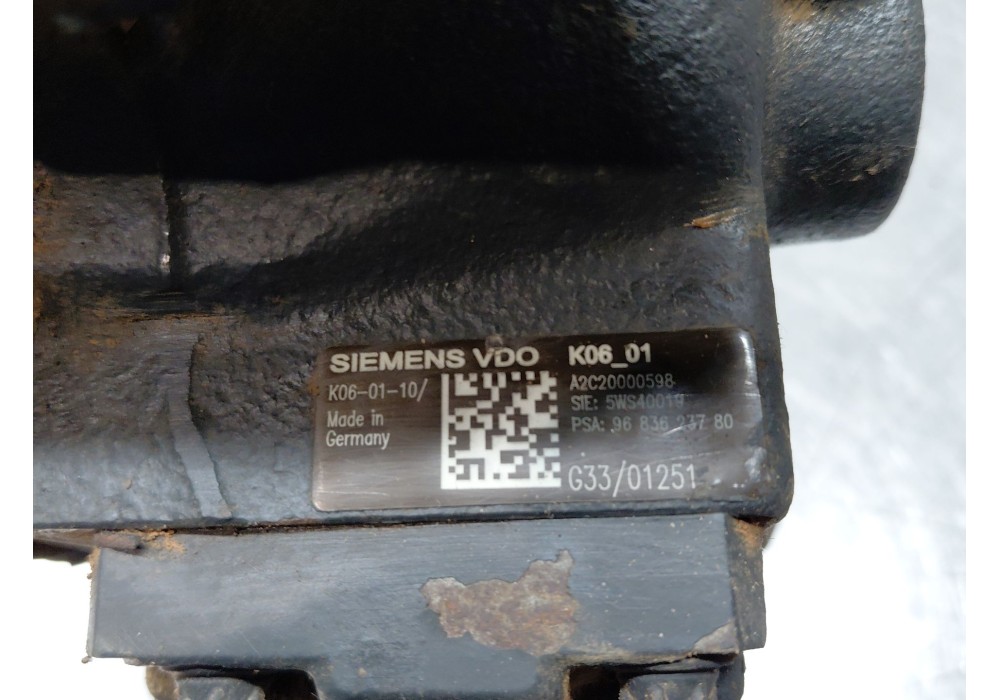 SIEMENS VDO K06_01
K06-01-10/ A2C20000598
SIE: 5WS40019
Made in PSA: 96 836 237 80
Germany
G33/01251